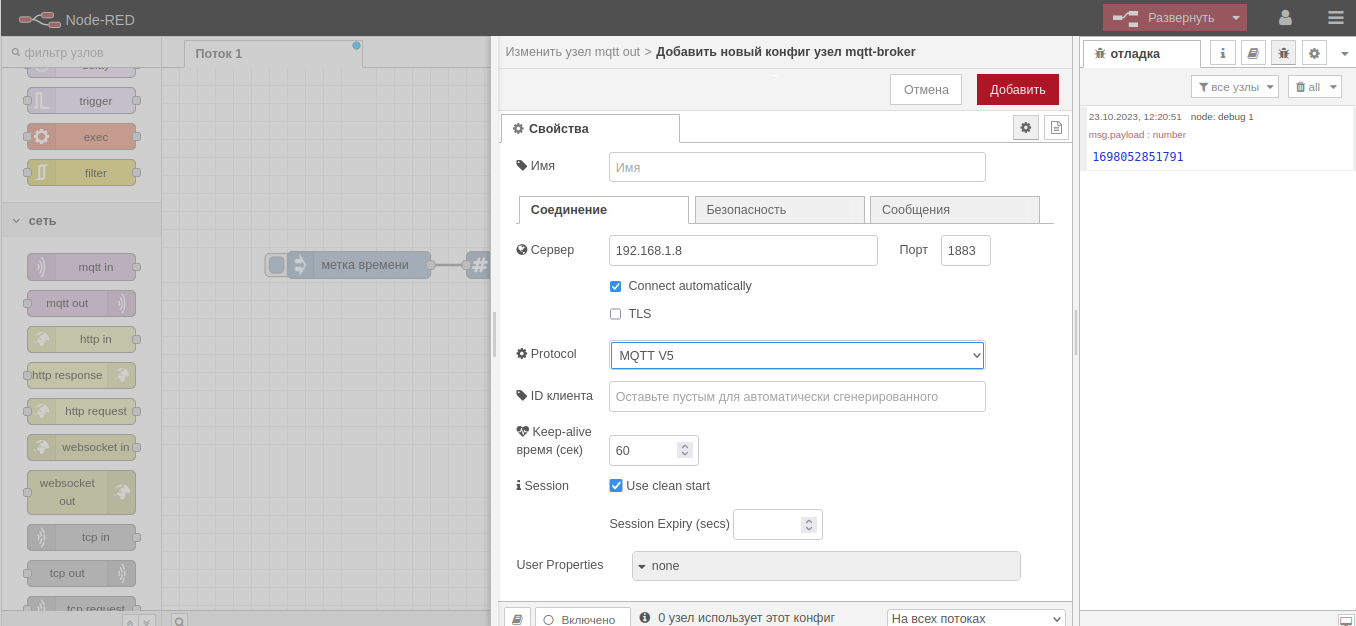 Node-RED
Развернуть
фильтр узлов
Поток 1
delay
trigger
exec
filter
сеть
mqtt in
mqtt out
http in
http response
http request
websocket in
websocket
out
tcp in
tcp out
tcp request
метка времени
Изменить узел mqtt out > Добавить новый конфиг узел mqtt-broker
Отмена
Добавить
Свойства
Имя
Имя
Соединение
Безопасность
Сообщения
Сервер
192.168.1.8
Порт
1883
Connect automatically
TLS
Protocol
MQTT V5
ID клиента
Оставьте пустым для автоматически сгенерированного
Keep-alive
время (сек)
60
Session
Use clean start
Session Expiry (secs)
User Properties
none
Включено
0 узел использует этот конфиг
На всех потоках
отладка
все узлы
all
23.10.2023, 12:20:51 node: debug 1
msg.payload : number
1698052851791